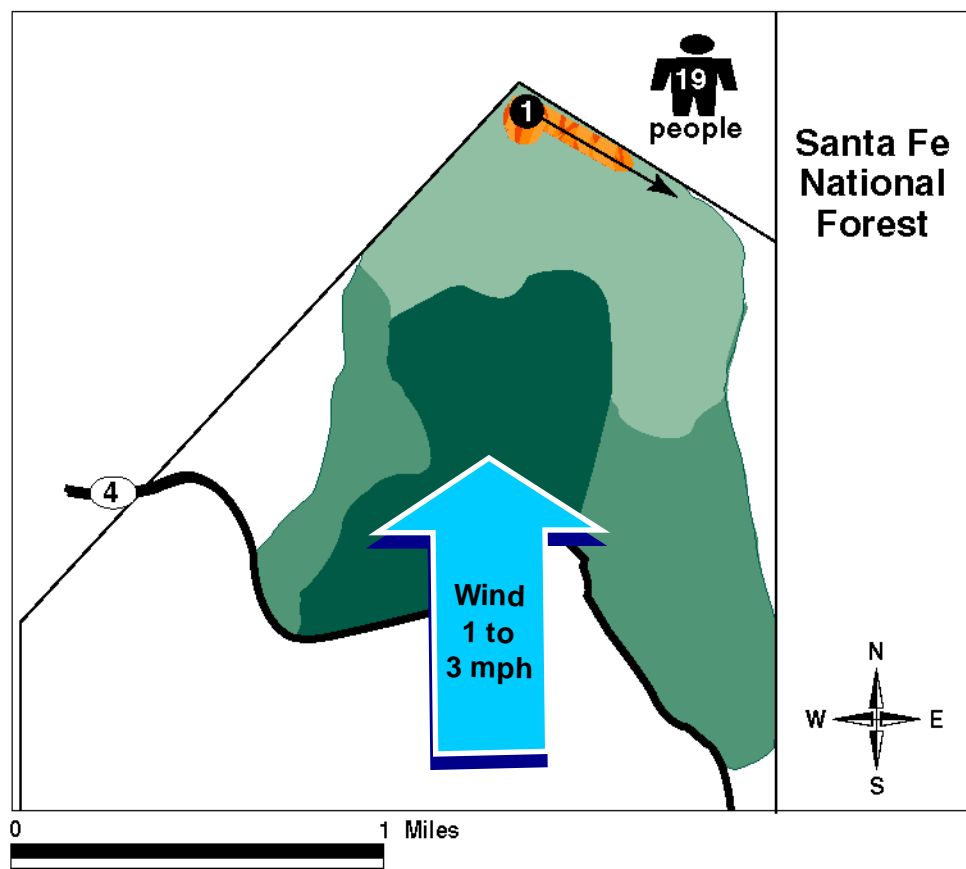 19
people
1
Santa Fe
National
Forest
4
Wind
1 to
3 mph
N
W E
S
0 1 Miles